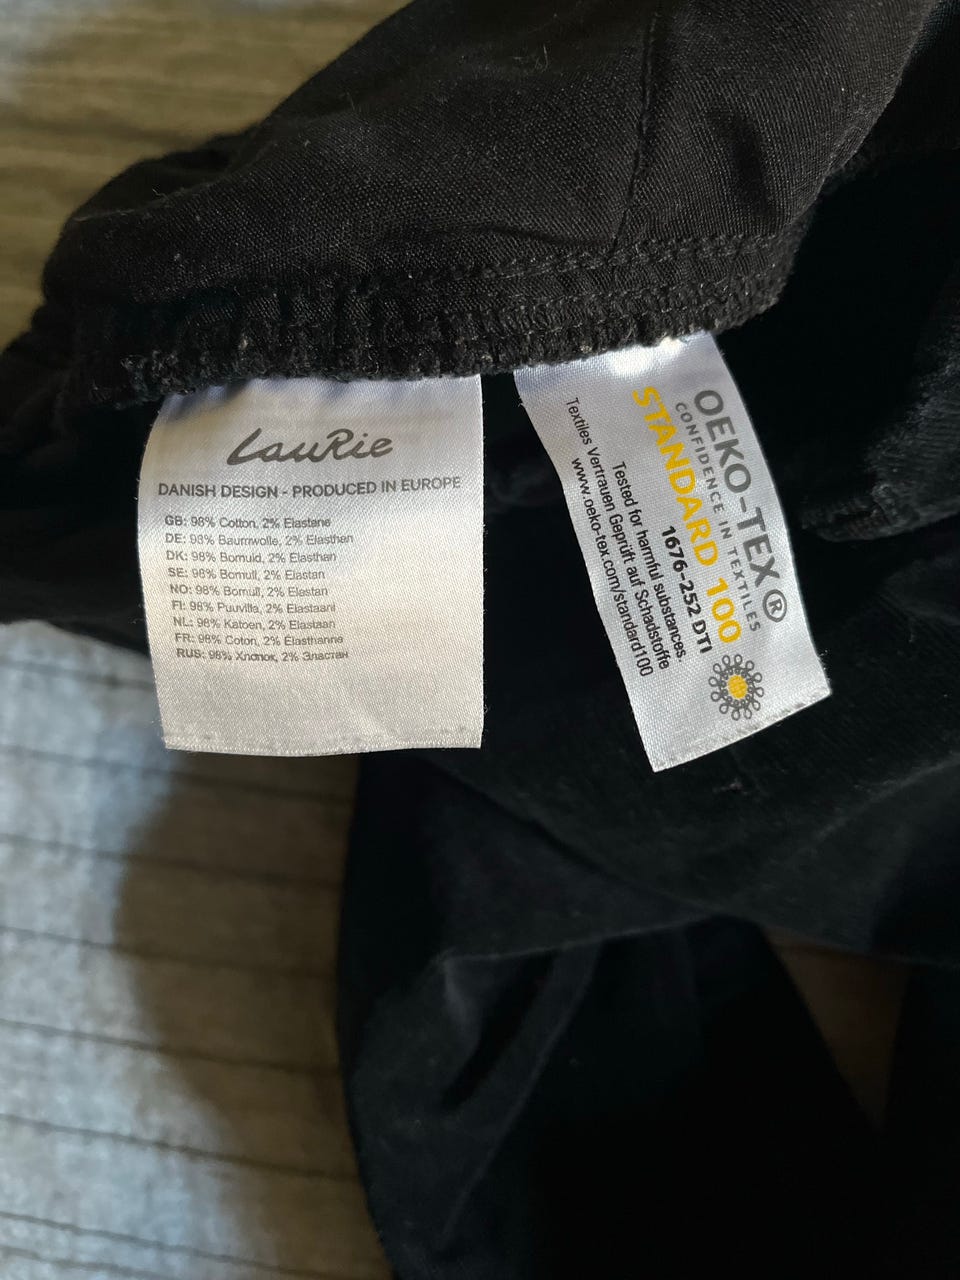 LauRie
DANISH DESIGN - PRODUCED IN EUROPE
GB: 98% Cotton, 2% Elastane
DE: 98% Baumwolle, 2% Elasthan
DK: 98% Bomuld, 2% Elasthan
SE: 98% Bomull, 2% Elastan
NO: 98% Bomull, 2% Elastan
FI: 98% Puuvilla, 2% Elastaani
NL: 98% Katoen, 2% Elastaan
FR: 98% Coton, 2% Élasthanne
RUS: 98% Хлопок, 2% Эластан
OEKO-TEX®
CONFIDENCE IN TEXTILES
STANDARD 100
1676-252 DTI
Tested for harmful substances.
Textiles Vertrauen Geprüft auf Schadstoffe
www.oeko-tex.com/standard100